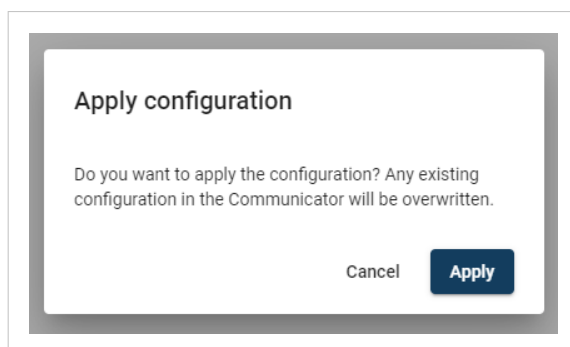 Apply configuration
Do you want to apply the configuration? Any existing
configuration in the Communicator will be overwritten.
Cancel
Apply